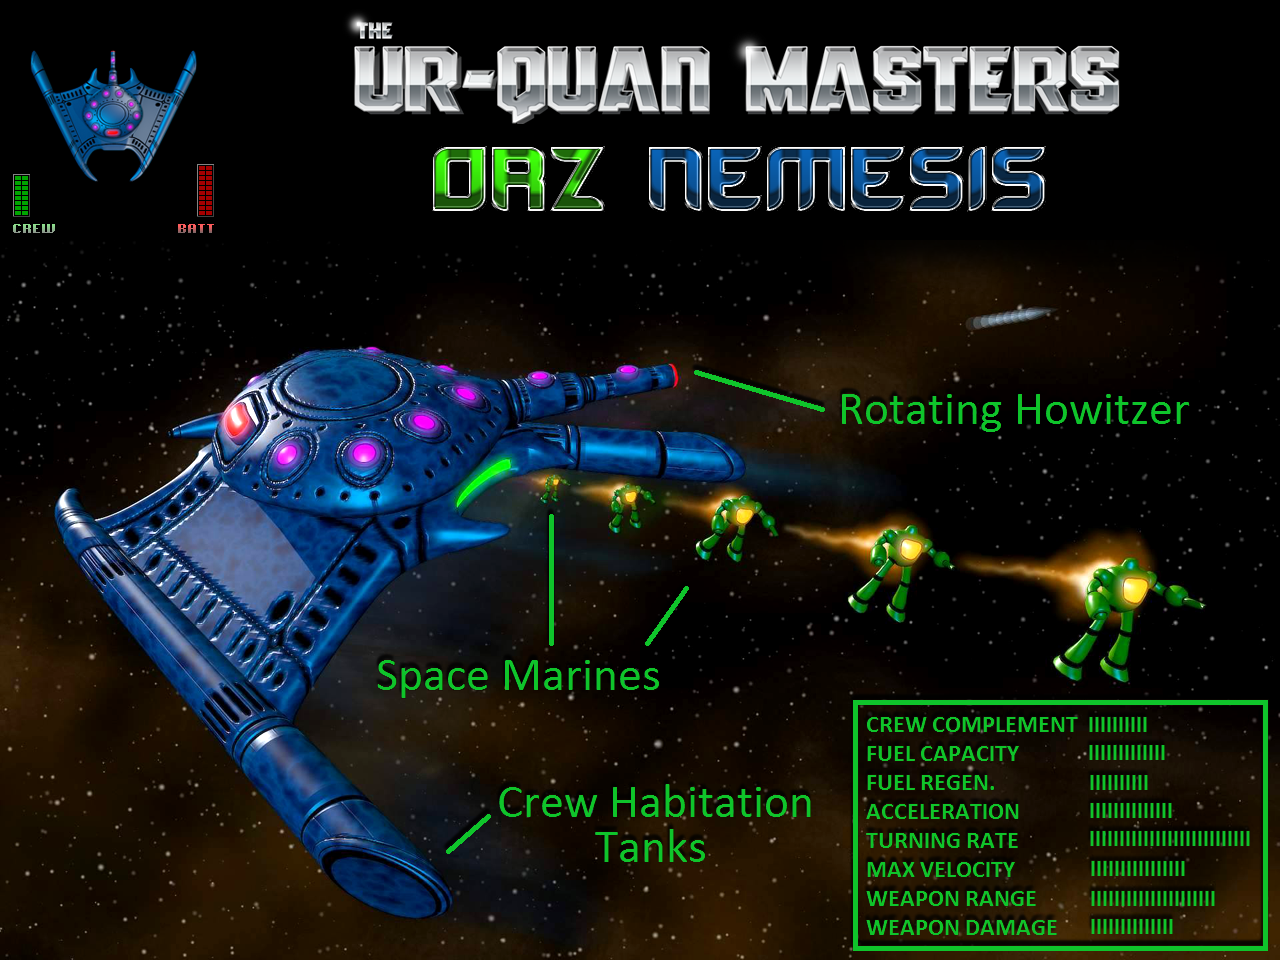 THE
UR-QUAN MASTERS
ORZ NEMESIS
CREW
BATT
Rotating Howitzer
Space Marines
Crew Habitation
Tanks
CREW COMPLEMENT
FUEL CAPACITY
FUEL REGEN.
ACCELERATION
TURNING RATE
MAX VELOCITY
WEAPON RANGE
WEAPON DAMAGE